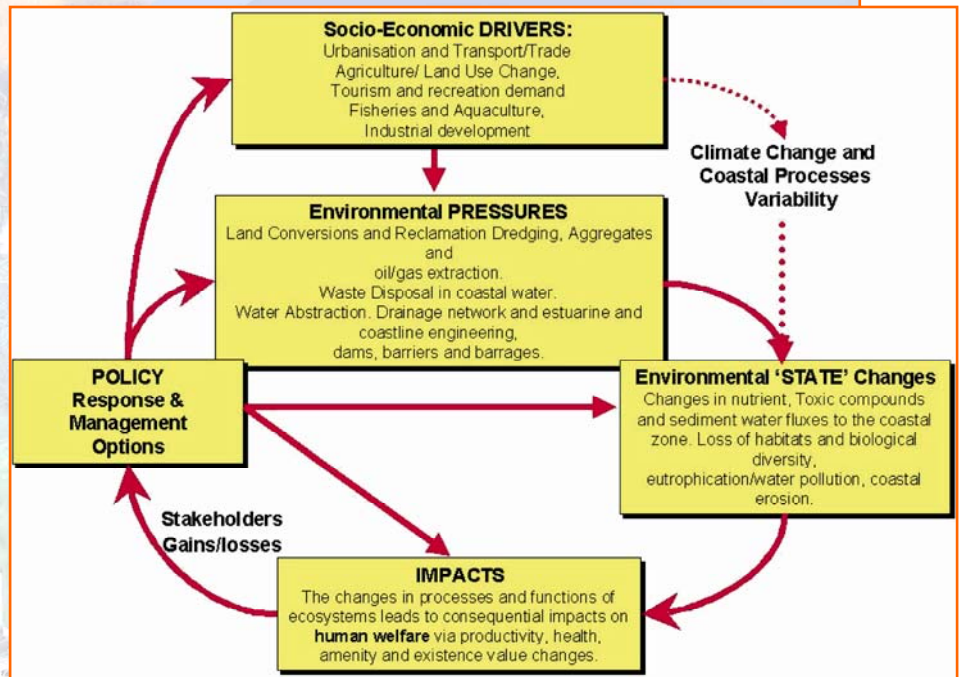 Socio-Economic DRIVERS:
Urbanisation and Transport/Trade
Agriculture/ Land Use Change,
Tourism and recreation demand
Fisheries and Aquaculture,
Industrial development
Climate Change and
Coastal Processes
Variability
Environmental PRESSURES
Land Conversions and Reclamation Dredging, Aggregates
and
oil/gas extraction.
Waste Disposal in coastal water.
Water Abstraction. Drainage network and estuarine and
coastline engineering,
dams, barriers and barrages.
POLICY
Response &
Management
Options
Environmental ‘STATE’ Changes
Changes in nutrient, Toxic compounds
and sediment water fluxes to the coastal
zone. Loss of habitats and biological
diversity,
eutrophication/water pollution, coastal
erosion.
Stakeholders
Gains/losses
IMPACTS
The changes in processes and functions of
ecosystems leads to consequential impacts on
human welfare via productivity, health,
amenity and existence value changes.